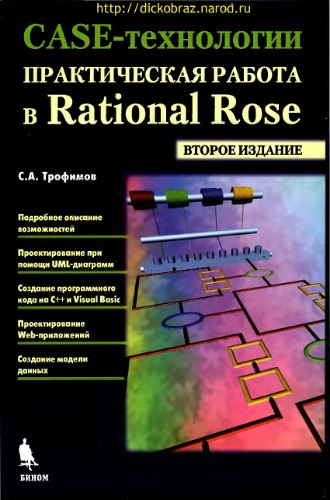 http://dickobraz.narod.ru
CASE-технологии
ПРАКТИЧЕСКАЯ РАБОТА
в Rational Rose
ВТОРОЕ ИЗДАНИЕ
С.А. Трофимов
Подробное описание
возможностей
Проектирование при
помощи UML-диаграмм
Создание программного
кода на С++ и Visual Basic
Проектирование
Web-приложений
Создание модели
данных
БИНОМ